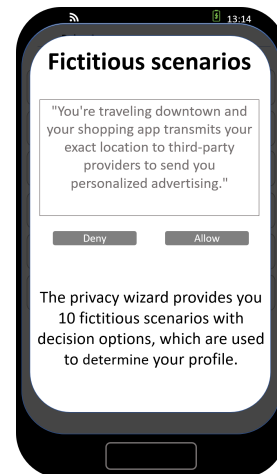 13:14
Fictitious scenarios
"You're traveling downtown and
your shopping app transmits your
exact location to third-party
providers to send you
personalized advertising."
Deny Allow
The privacy wizard provides you
10 fictitious scenarios with
decision options, which are used
to determine your profile.